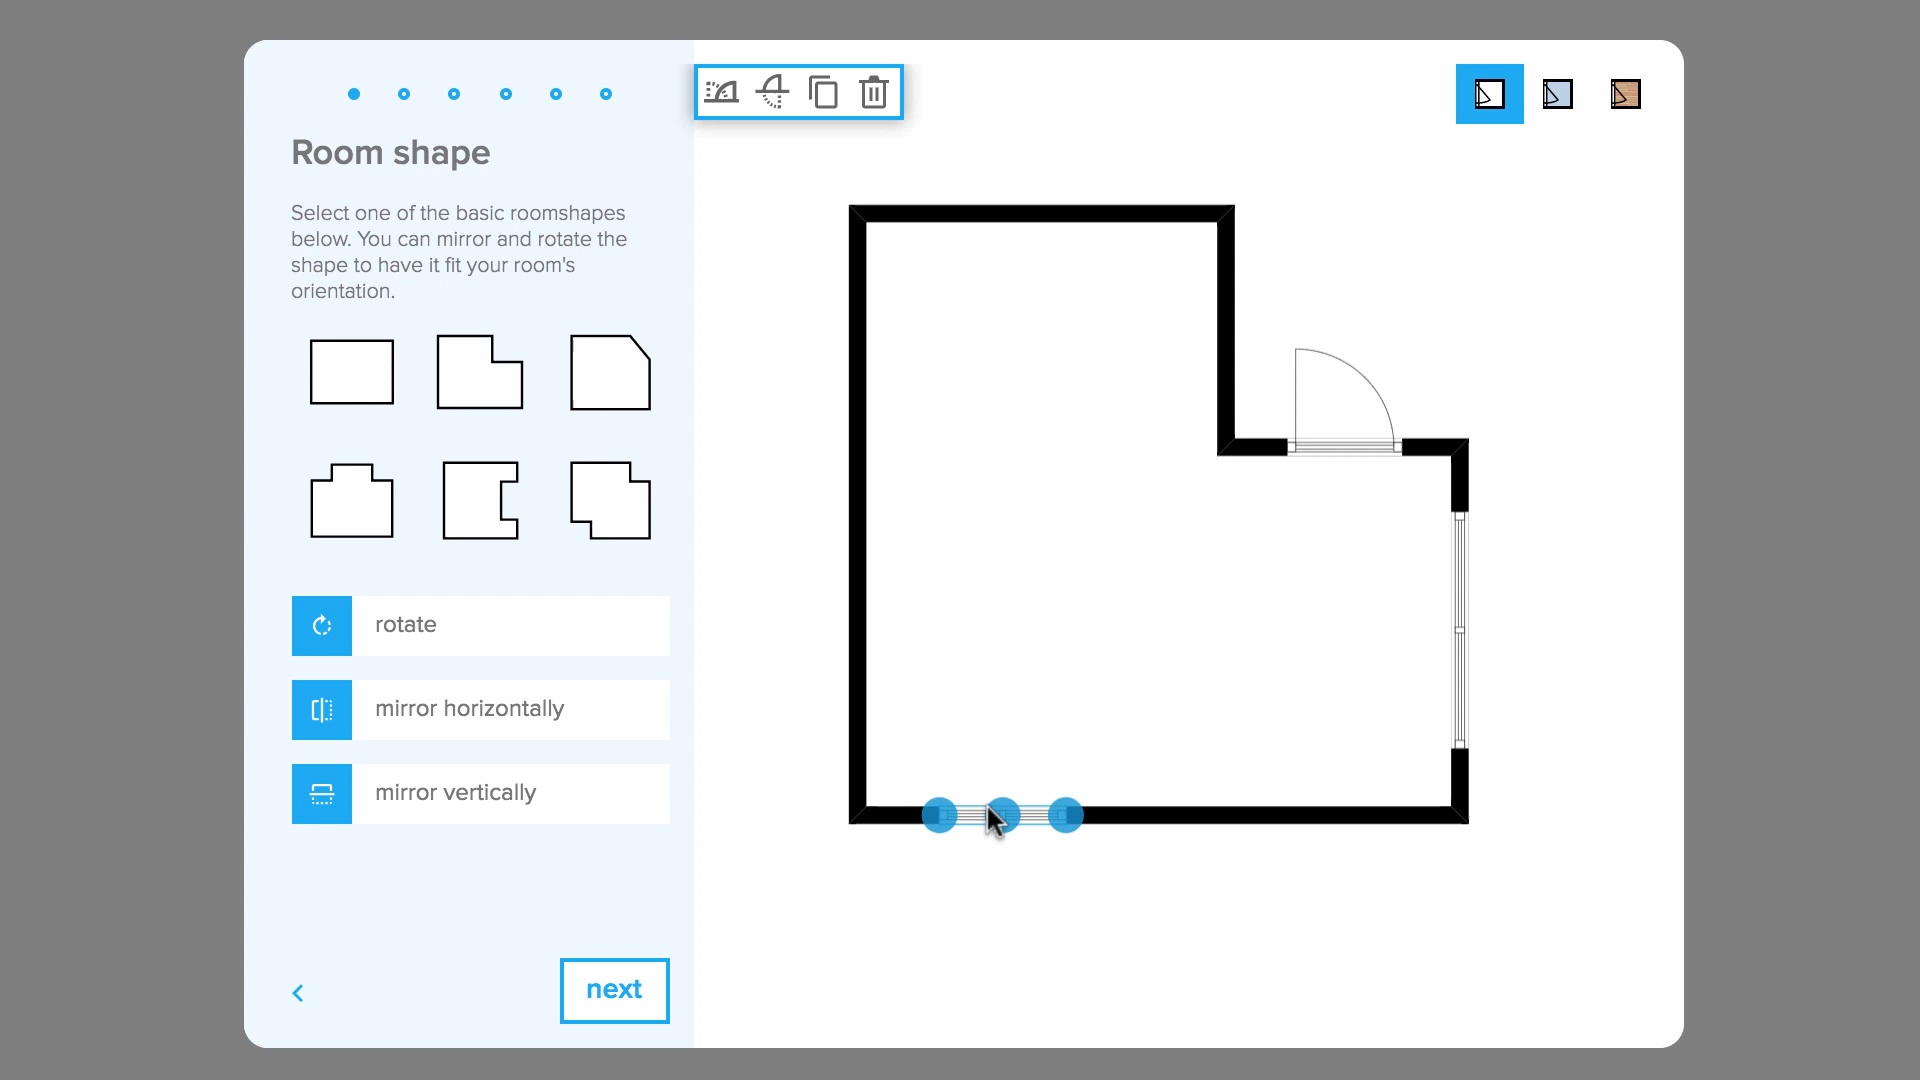 Room shape
Select one of the basic roomshapes
below. You can mirror and rotate the
shape to have it fit your room's
orientation.
rotate
mirror horizontally
mirror vertically
next